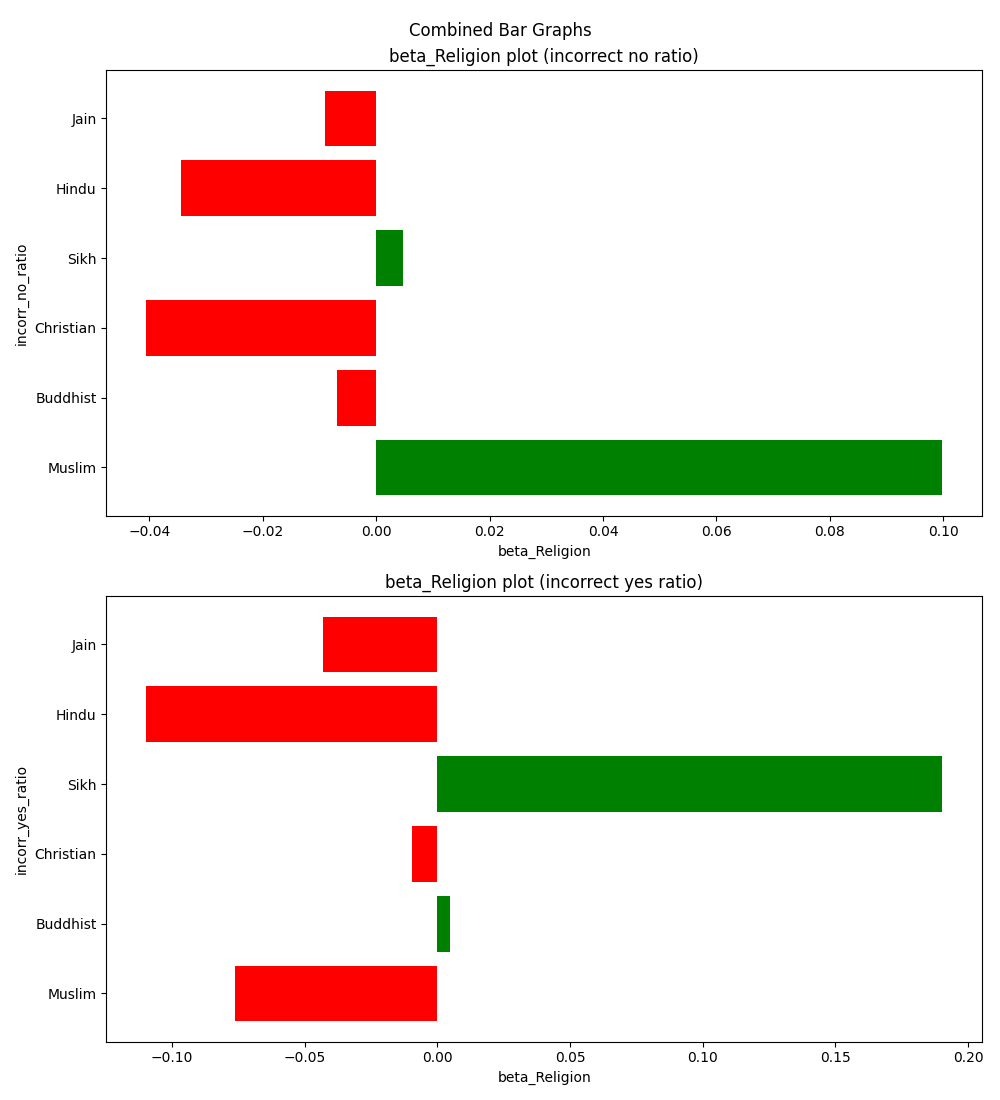 Combined Bar Graphs
beta_Religion plot (incorrect no ratio)
incorr_no_ratio
Jain
Hindu
Sikh
Christian
Buddhist
Muslim
−0.04 −0.02 0.00 0.02 0.04 0.06 0.08 0.10
beta_Religion
beta_Religion plot (incorrect yes ratio)
incorr_yes_ratio
Jain
Hindu
Sikh
Christian
Buddhist
Muslim
−0.10 −0.05 0.00 0.05 0.10 0.15 0.20
beta_Religion